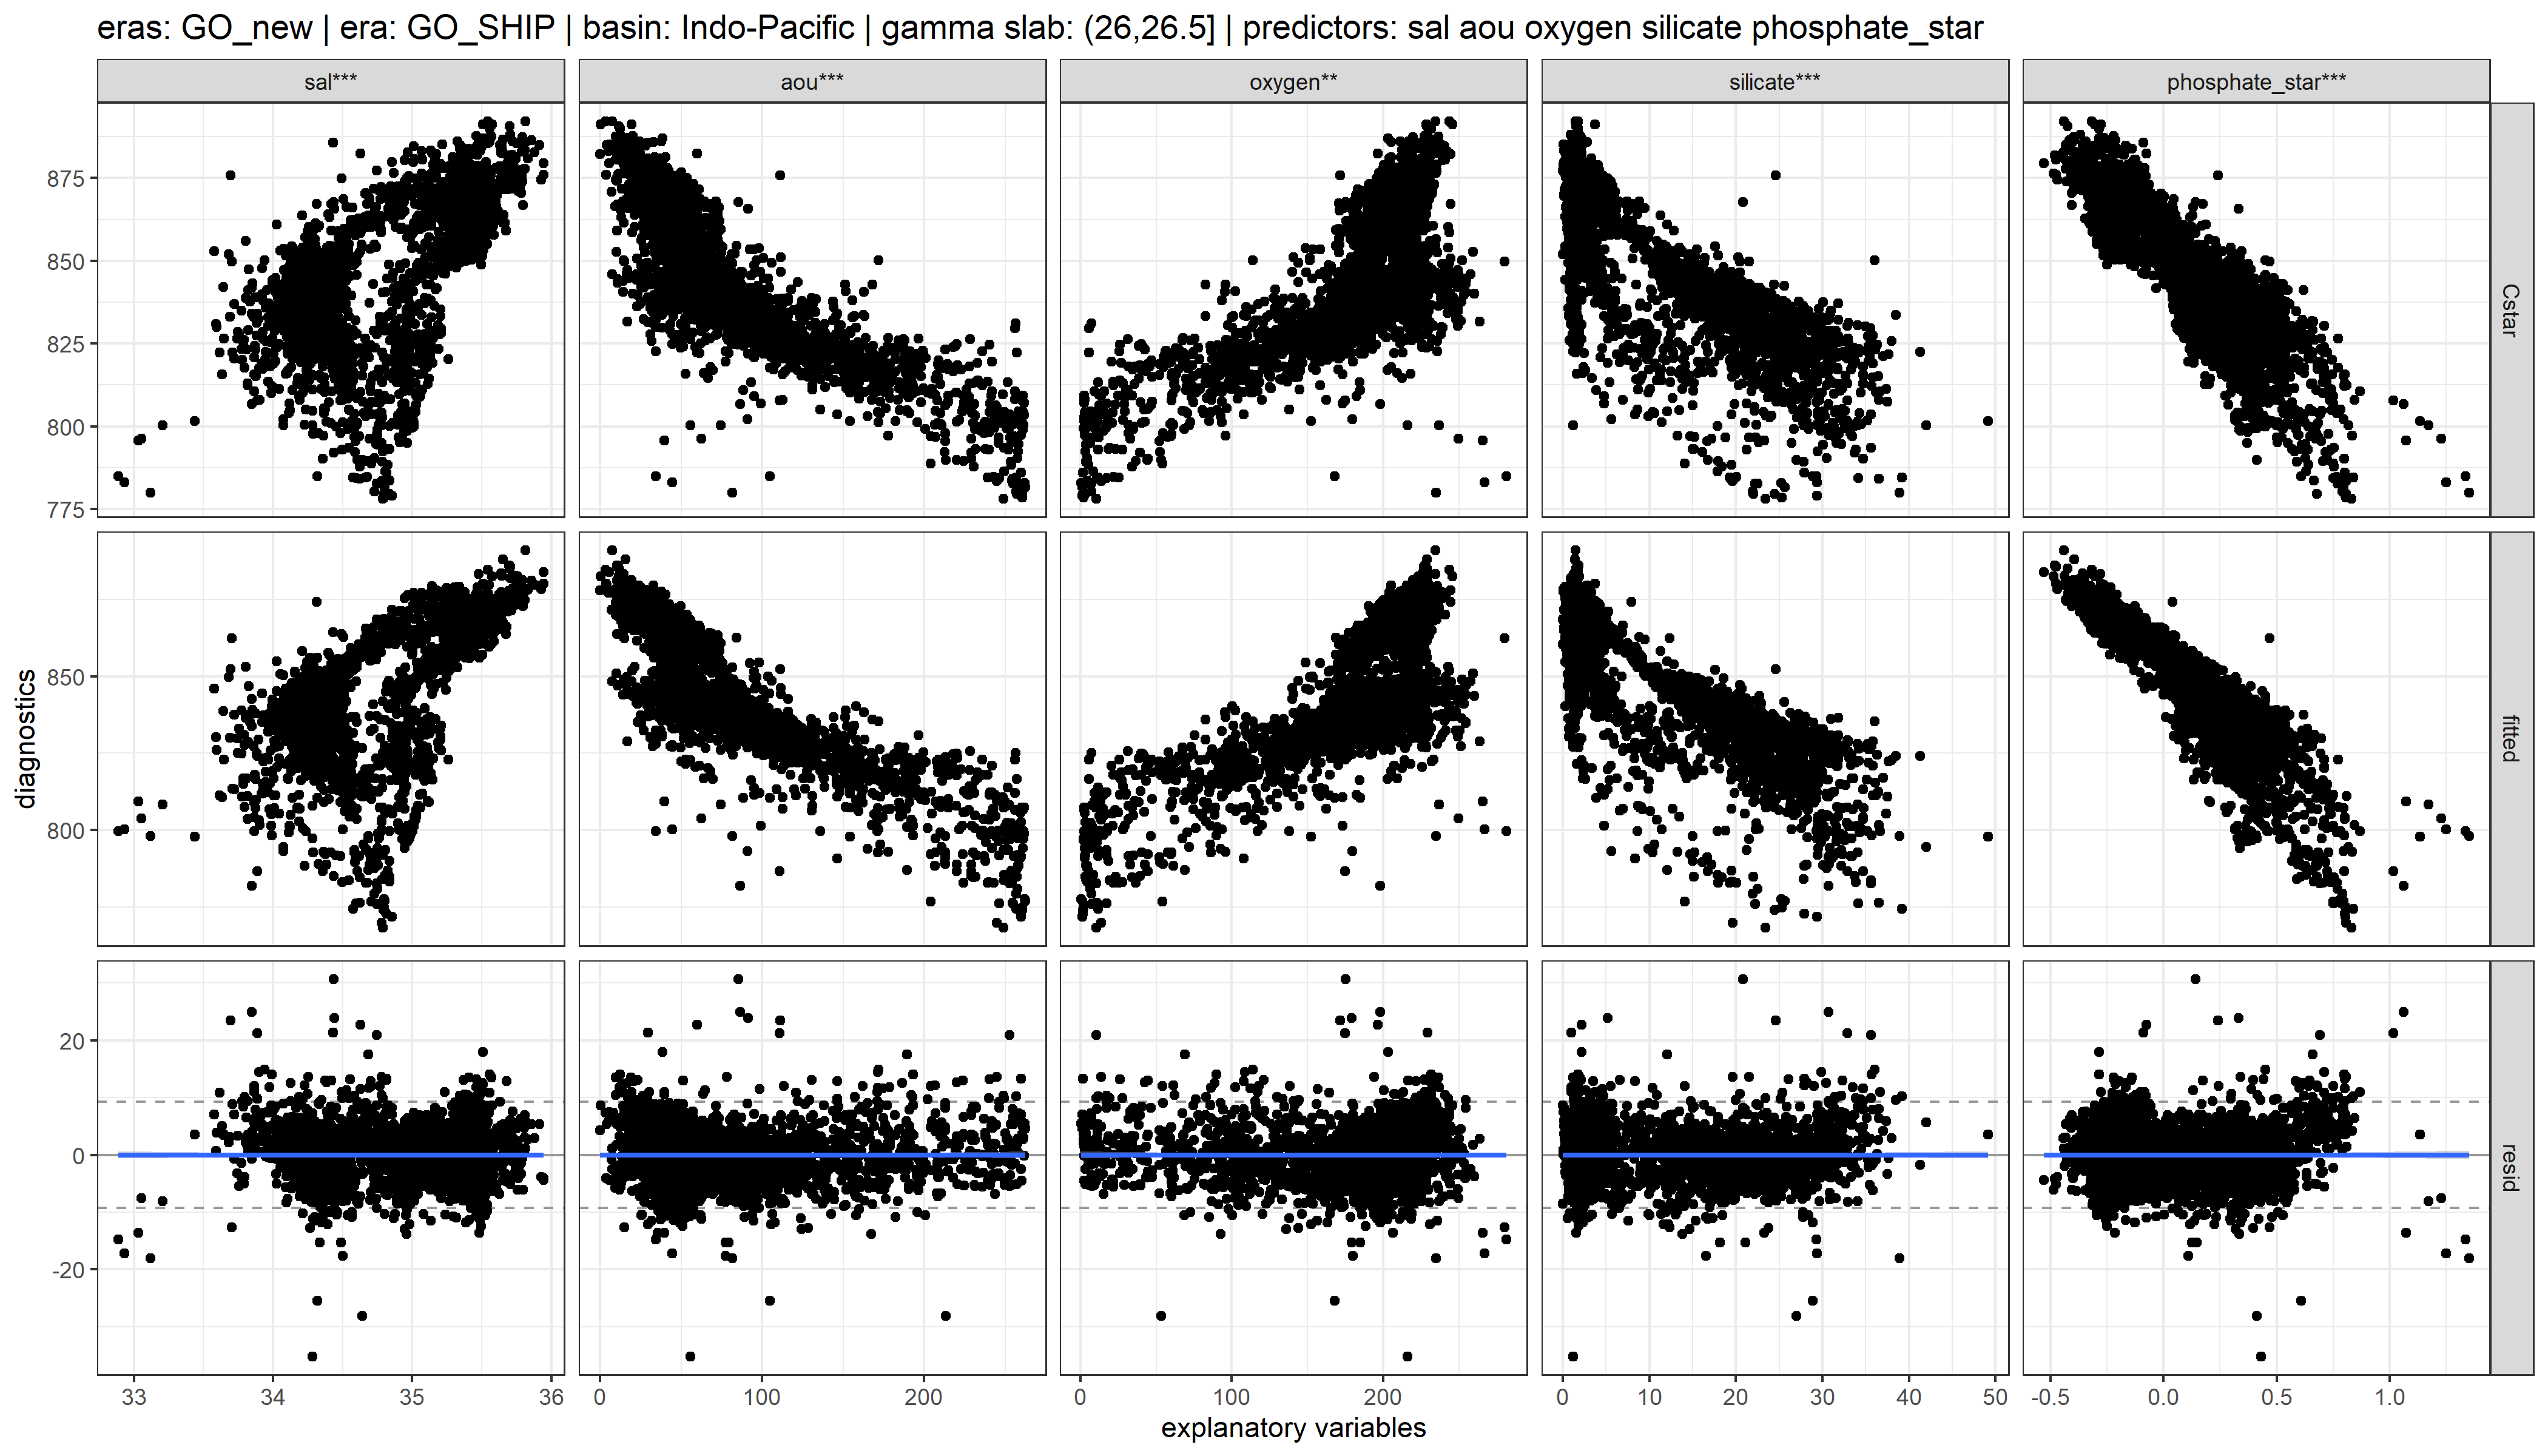 eras: GO_new | era: GO_SHIP | basin: Indo-Pacific | gamma slab: (26,26.5] | predictors: sal aou oxygen silicate phosphate_star
sal*** aou*** oxygen** silicate*** phosphate_star***
875
850
825
800
775
Cstar
diagnostics
850
800
fitted
20
0
-20
resid
33 34 35 36 0 100 200 0 100 200 0 10 20 30 40 50 -0.5 0.0 0.5 1.0
explanatory variables